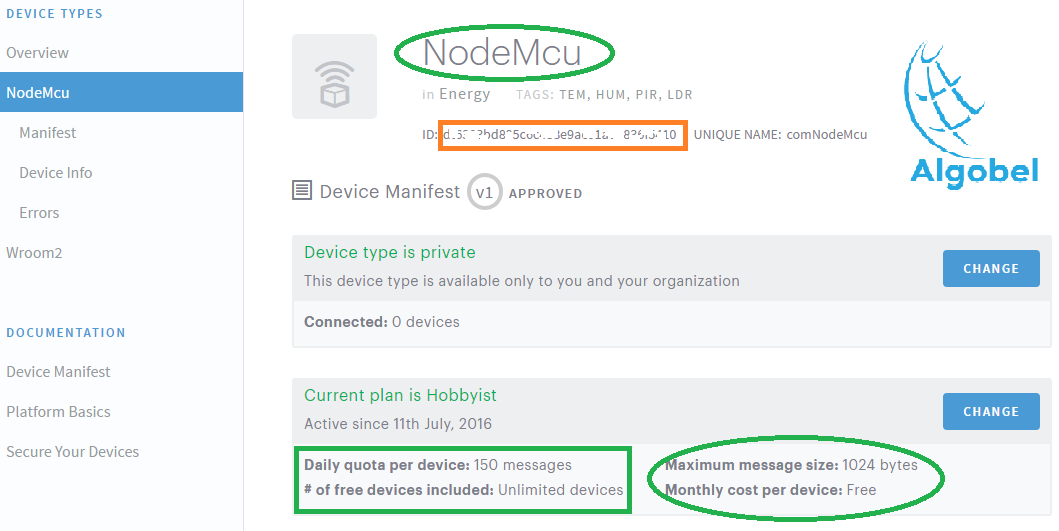 DEVICE TYPES
Overview
NodeMcu
Manifest
Device Info
Errors
Wroom2
DOCUMENTATION
Device Manifest
Platform Basics
Secure Your Devices
NodeMcu
in Energy TAGS: TEM, HUM, PIR, LDR
ID: UNIQUE NAME: comNodeMcu
Algobel
Device Manifest v1 APPROVED
Device type is private
This device type is available only to you and your organization
CHANGE
Connected: 0 devices
Current plan is Hobbyist
Active since 11th July, 2016
CHANGE
Daily quota per device: 150 messages
# of free devices included: Unlimited devices
Maximum message size: 1024 bytes
Monthly cost per device: Free